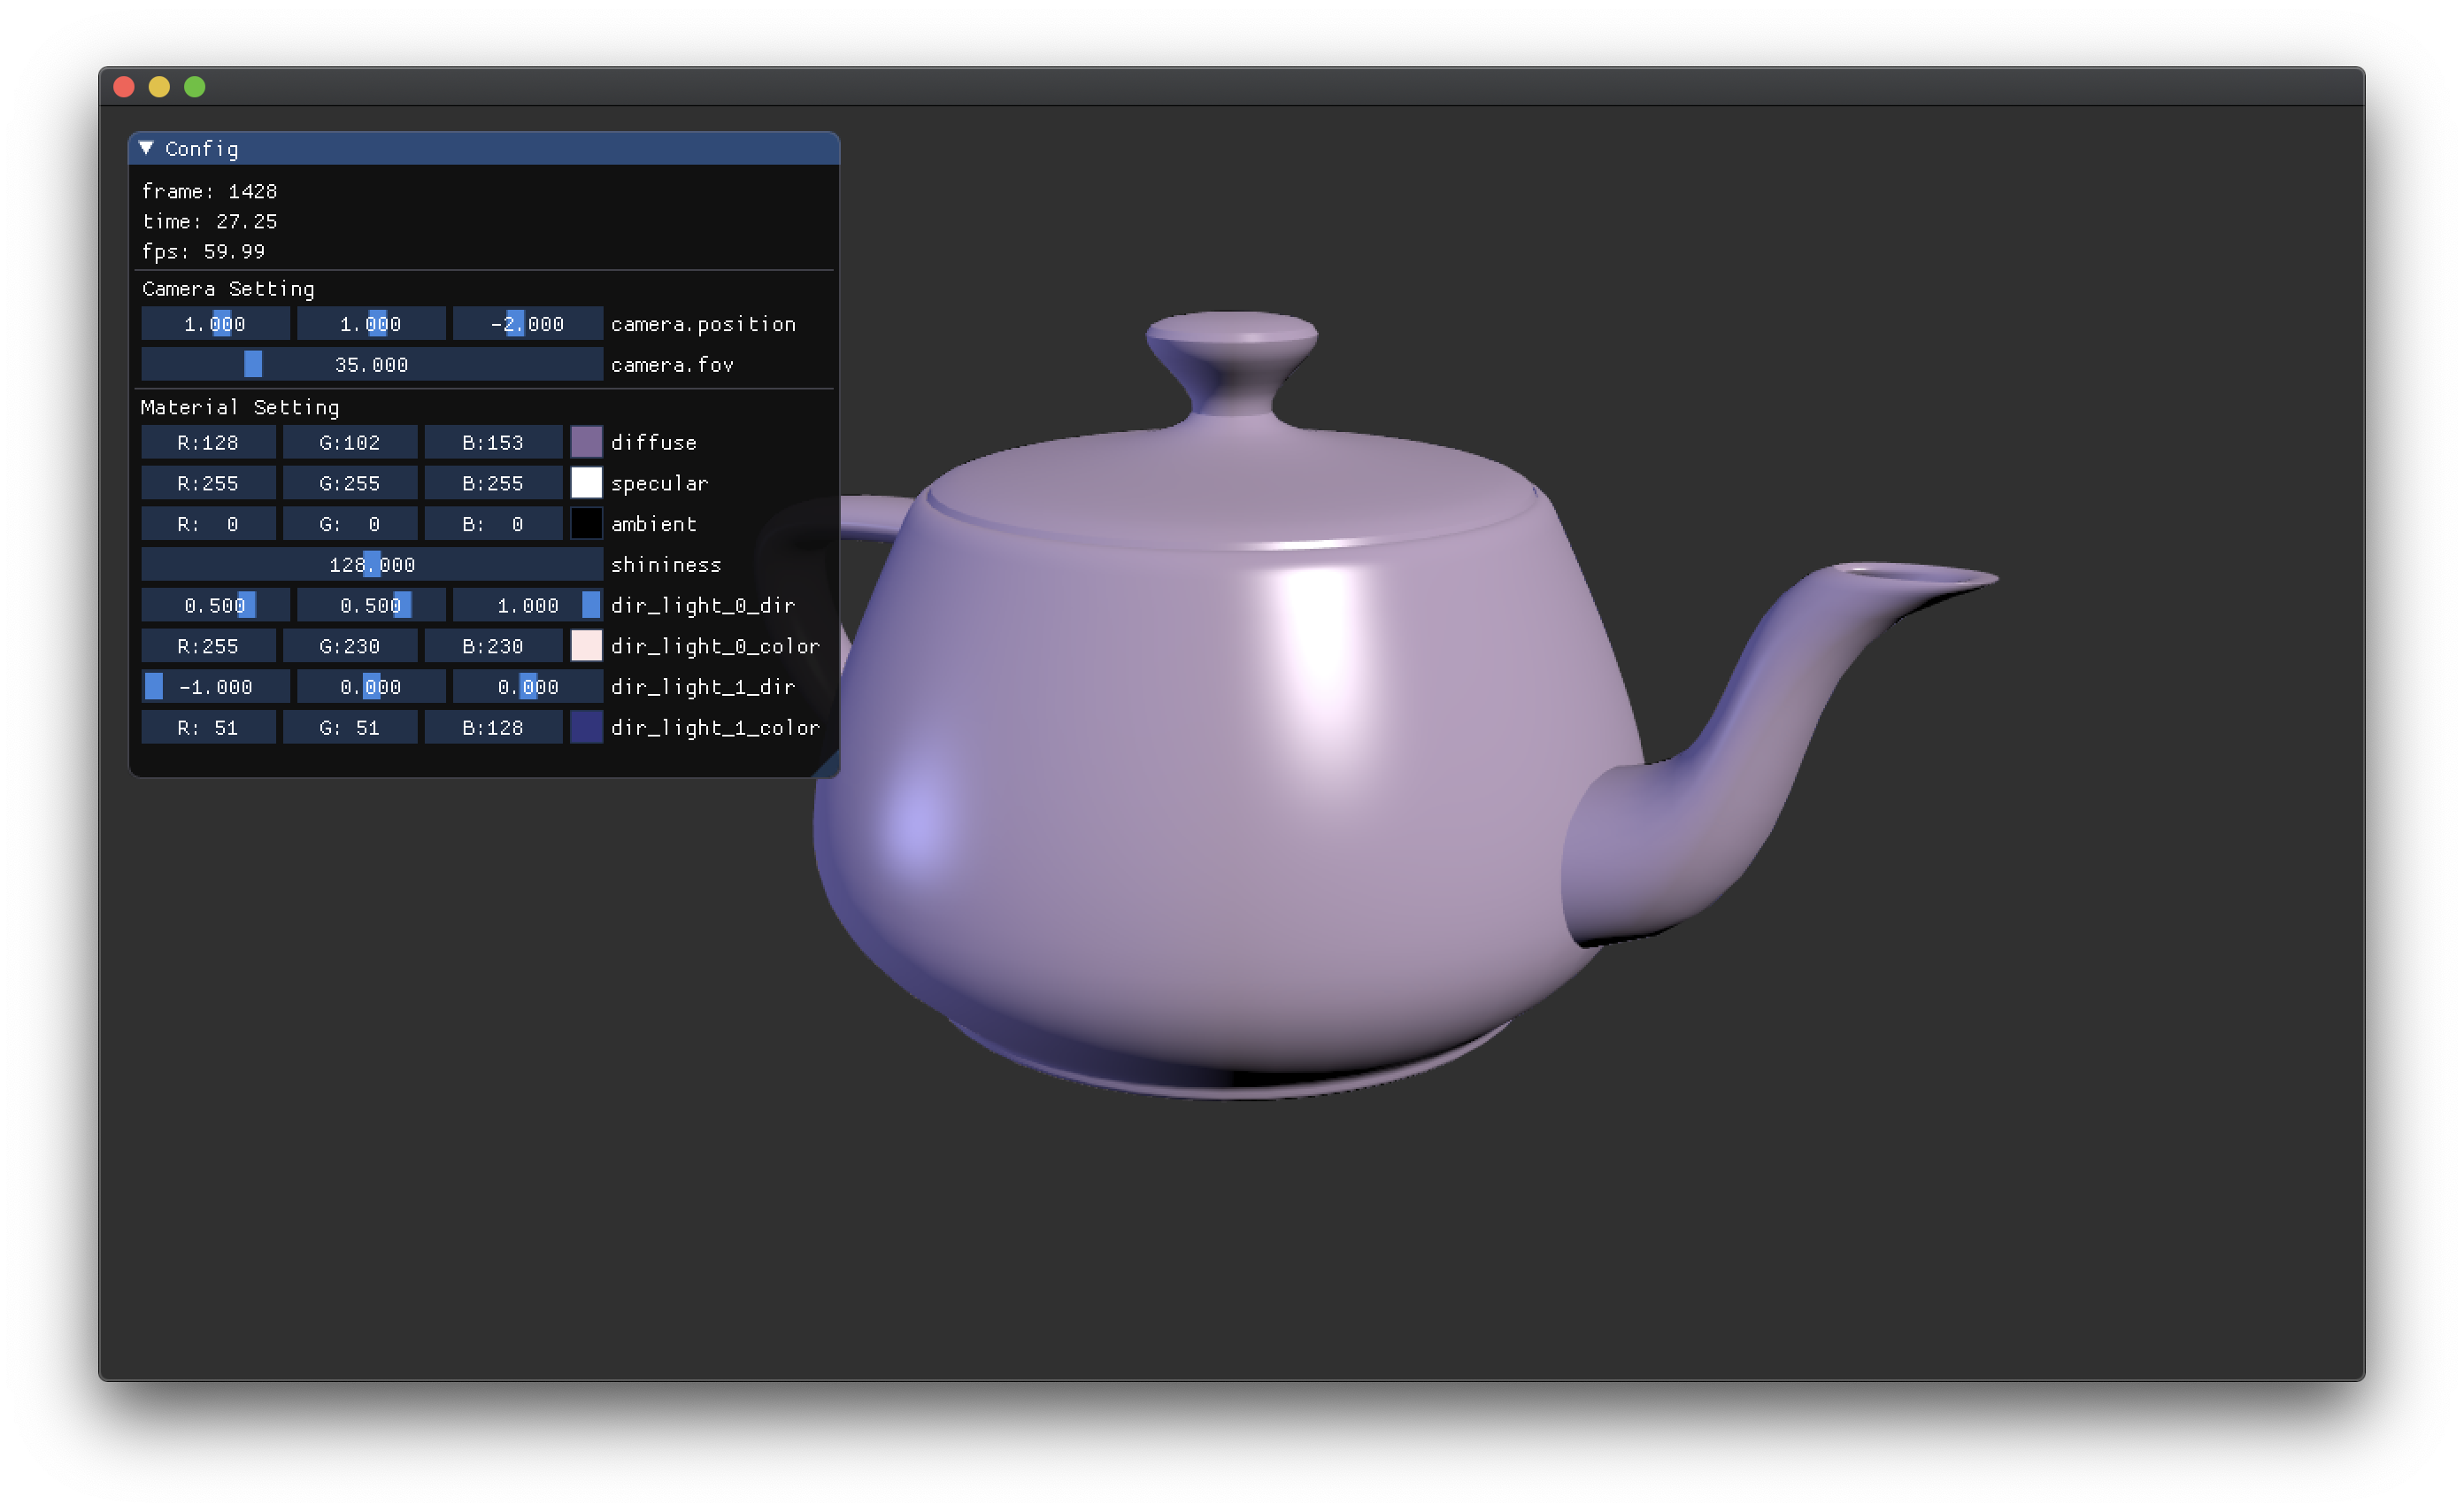 Config
frame: 1428
time: 27.25
fps: 59.99
Camera Setting
1.000 1.000 -2.000 camera.position
35.000 camera.fov
Material Setting
R:128 G:102 B:153 diffuse
R:255 G:255 B:255 specular
R: 0 G: 0 B: 0 ambient
128.000 shininess
0.500 0.500 1.000 dir_light_0_dir
R:255 G:230 B:230 dir_light_0_color
-1.000 0.000 0.000 dir_light_1_dir
R: 51 G: 51 B:128 dir_light_1_color